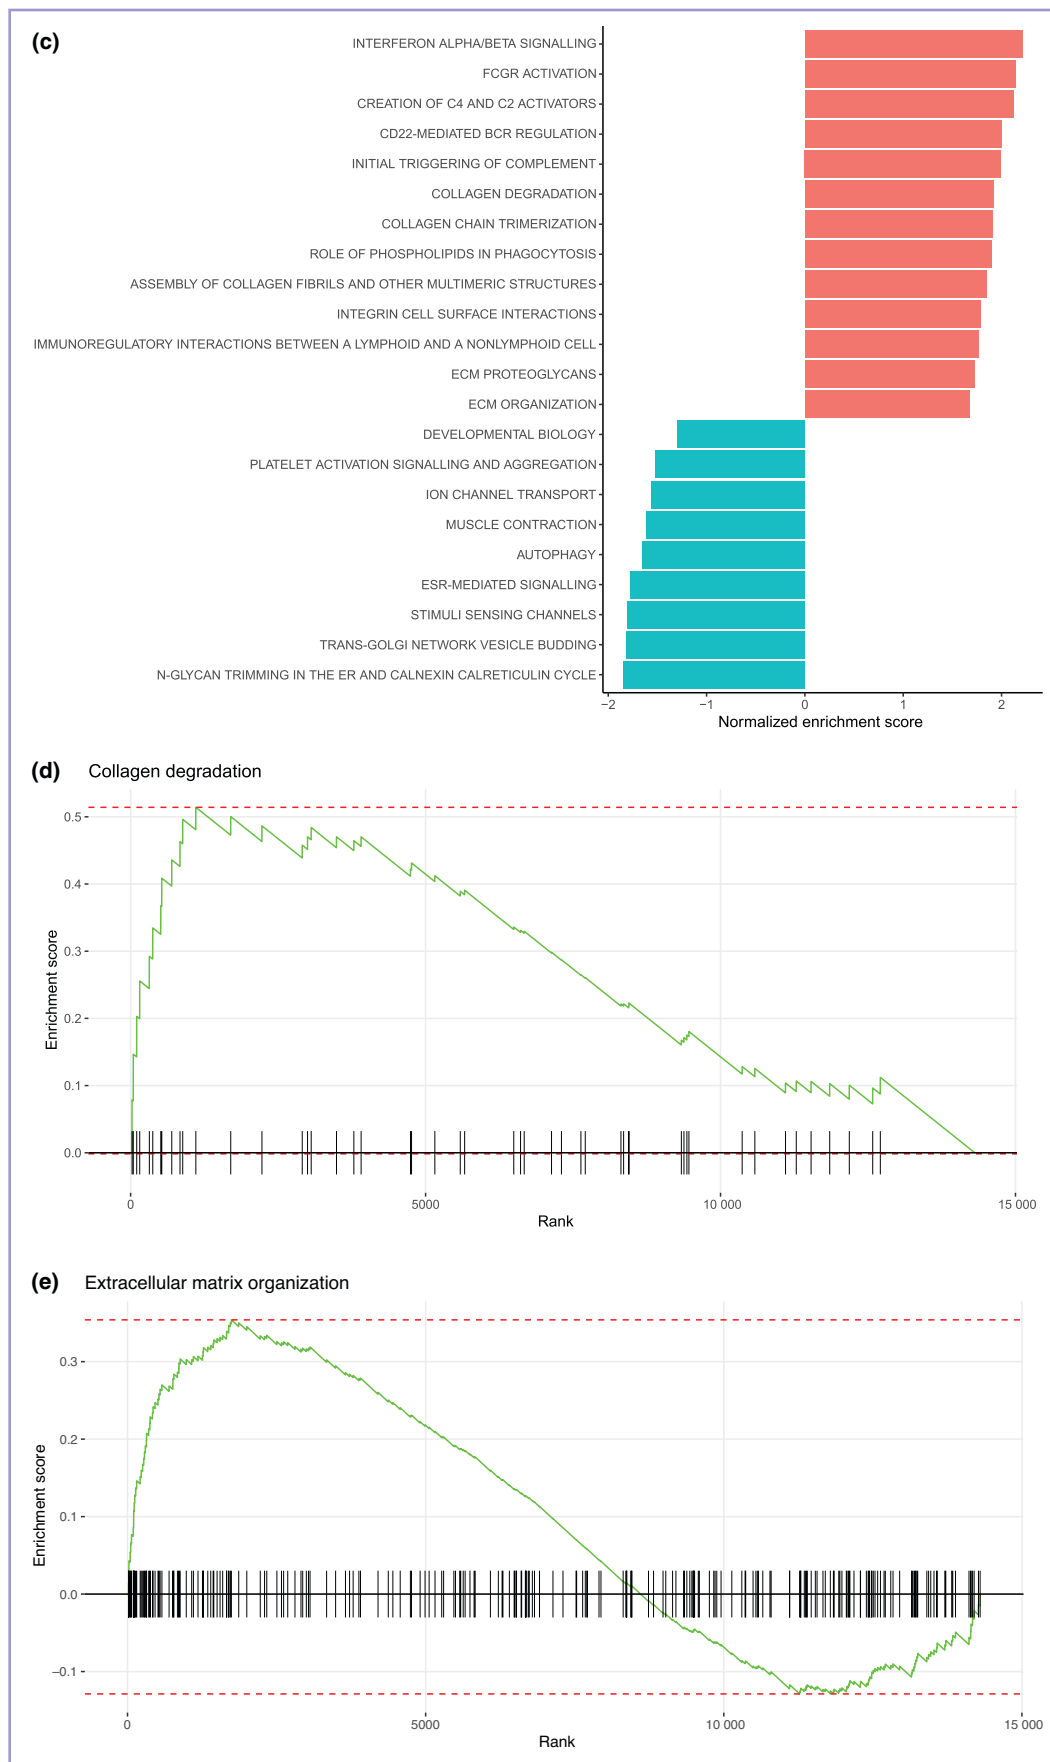 (c)
INTERFERON ALPHA/BETA SIGNALLING
FCGR ACTIVATION
CREATION OF C4 AND C2 ACTIVATORS
CD22-MEDIATED BCR REGULATION
INITIAL TRIGGERING OF COMPLEMENT
COLLAGEN DEGRADATION
COLLAGEN CHAIN TRIMERIZATION
ROLE OF PHOSPHOLIPIDS IN PHAGOCYTOSIS
ASSEMBLY OF COLLAGEN FIBRILS AND OTHER MULTIMERIC STRUCTURES
INTEGRIN CELL SURFACE INTERACTIONS
IMMUNOREGULATORY INTERACTIONS BETWEEN A LYMPHOID AND A NONLYMPHOID CELL
ECM PROTEOGLYCANS
ECM ORGANIZATION
DEVELOPMENTAL BIOLOGY
PLATELET ACTIVATION SIGNALLING AND AGGREGATION
ION CHANNEL TRANSPORT
MUSCLE CONTRACTION
AUTOPHAGY
ESR-MEDIATED SIGNALLING
STIMULI SENSING CHANNELS
TRANS-GOLGI NETWORK VESICLE BUDDING
N-GLYCAN TRIMMING IN THE ER AND CALNEXIN CALRETICULIN CYCLE
−2 −1 0 1 2
Normalized enrichment score
(d) Collagen degradation
0.5
0.4
0.3
0.2
0.1
0.0
Enrichment score
0 5000 10 000 15 000
Rank
(e) Extracellular matrix organization
0.3
0.2
0.1
0.0
−0.1
Enrichment score
0 5000 10 000 15 000
Rank